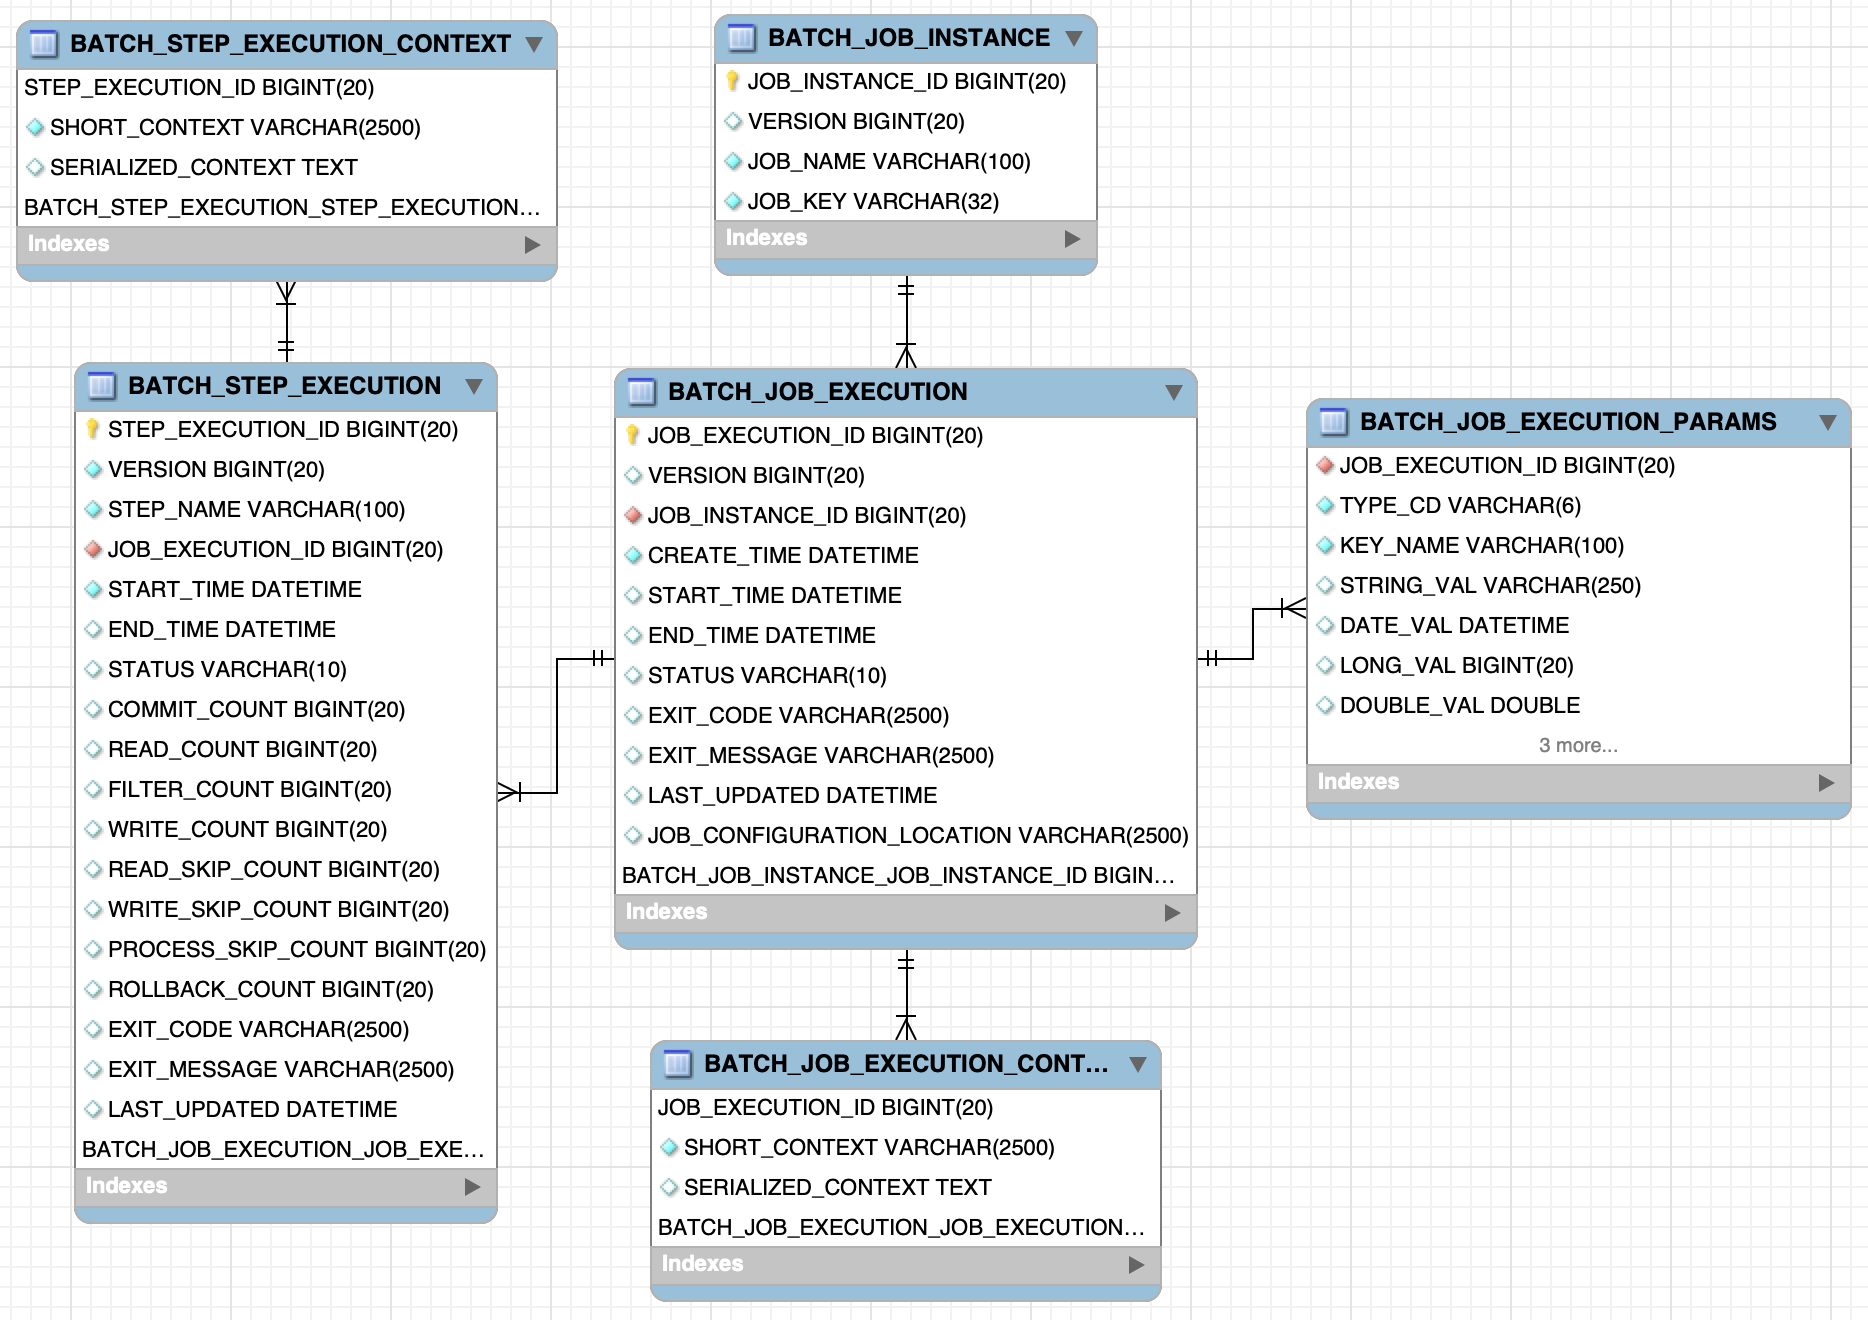 BATCH_STEP_EXECUTION_CONTEXT
STEP_EXECUTION_ID BIGINT(20)
SHORT_CONTEXT VARCHAR(2500)
SERIALIZED_CONTEXT TEXT
BATCH_STEP_EXECUTION_STEP_EXECUTION...
Indexes
BATCH_JOB_INSTANCE
JOB_INSTANCE_ID BIGINT(20)
VERSION BIGINT(20)
JOB_NAME VARCHAR(100)
JOB_KEY VARCHAR(32)
Indexes
BATCH_STEP_EXECUTION
STEP_EXECUTION_ID BIGINT(20)
VERSION BIGINT(20)
STEP_NAME VARCHAR(100)
JOB_EXECUTION_ID BIGINT(20)
START_TIME DATETIME
END_TIME DATETIME
STATUS VARCHAR(10)
COMMIT_COUNT BIGINT(20)
READ_COUNT BIGINT(20)
FILTER_COUNT BIGINT(20)
WRITE_COUNT BIGINT(20)
READ_SKIP_COUNT BIGINT(20)
WRITE_SKIP_COUNT BIGINT(20)
PROCESS_SKIP_COUNT BIGINT(20)
ROLLBACK_COUNT BIGINT(20)
EXIT_CODE VARCHAR(2500)
EXIT_MESSAGE VARCHAR(2500)
LAST_UPDATED DATETIME
BATCH_JOB_EXECUTION_JOB_EXE...
Indexes
BATCH_JOB_EXECUTION
JOB_EXECUTION_ID BIGINT(20)
VERSION BIGINT(20)
JOB_INSTANCE_ID BIGINT(20)
CREATE_TIME DATETIME
START_TIME DATETIME
END_TIME DATETIME
STATUS VARCHAR(10)
EXIT_CODE VARCHAR(2500)
EXIT_MESSAGE VARCHAR(2500)
LAST_UPDATED DATETIME
JOB_CONFIGURATION_LOCATION VARCHAR(2500)
BATCH_JOB_INSTANCE_JOB_INSTANCE_ID BIGIN...
Indexes
BATCH_JOB_EXECUTION_PARAMS
JOB_EXECUTION_ID BIGINT(20)
TYPE_CD VARCHAR(6)
KEY_NAME VARCHAR(100)
STRING_VAL VARCHAR(250)
DATE_VAL DATETIME
LONG_VAL BIGINT(20)
DOUBLE_VAL DOUBLE
3 more...
Indexes
BATCH_JOB_EXECUTION_CONT...
JOB_EXECUTION_ID BIGINT(20)
SHORT_CONTEXT VARCHAR(2500)
SERIALIZED_CONTEXT TEXT
BATCH_JOB_EXECUTION_JOB_EXECUTION...
Indexes